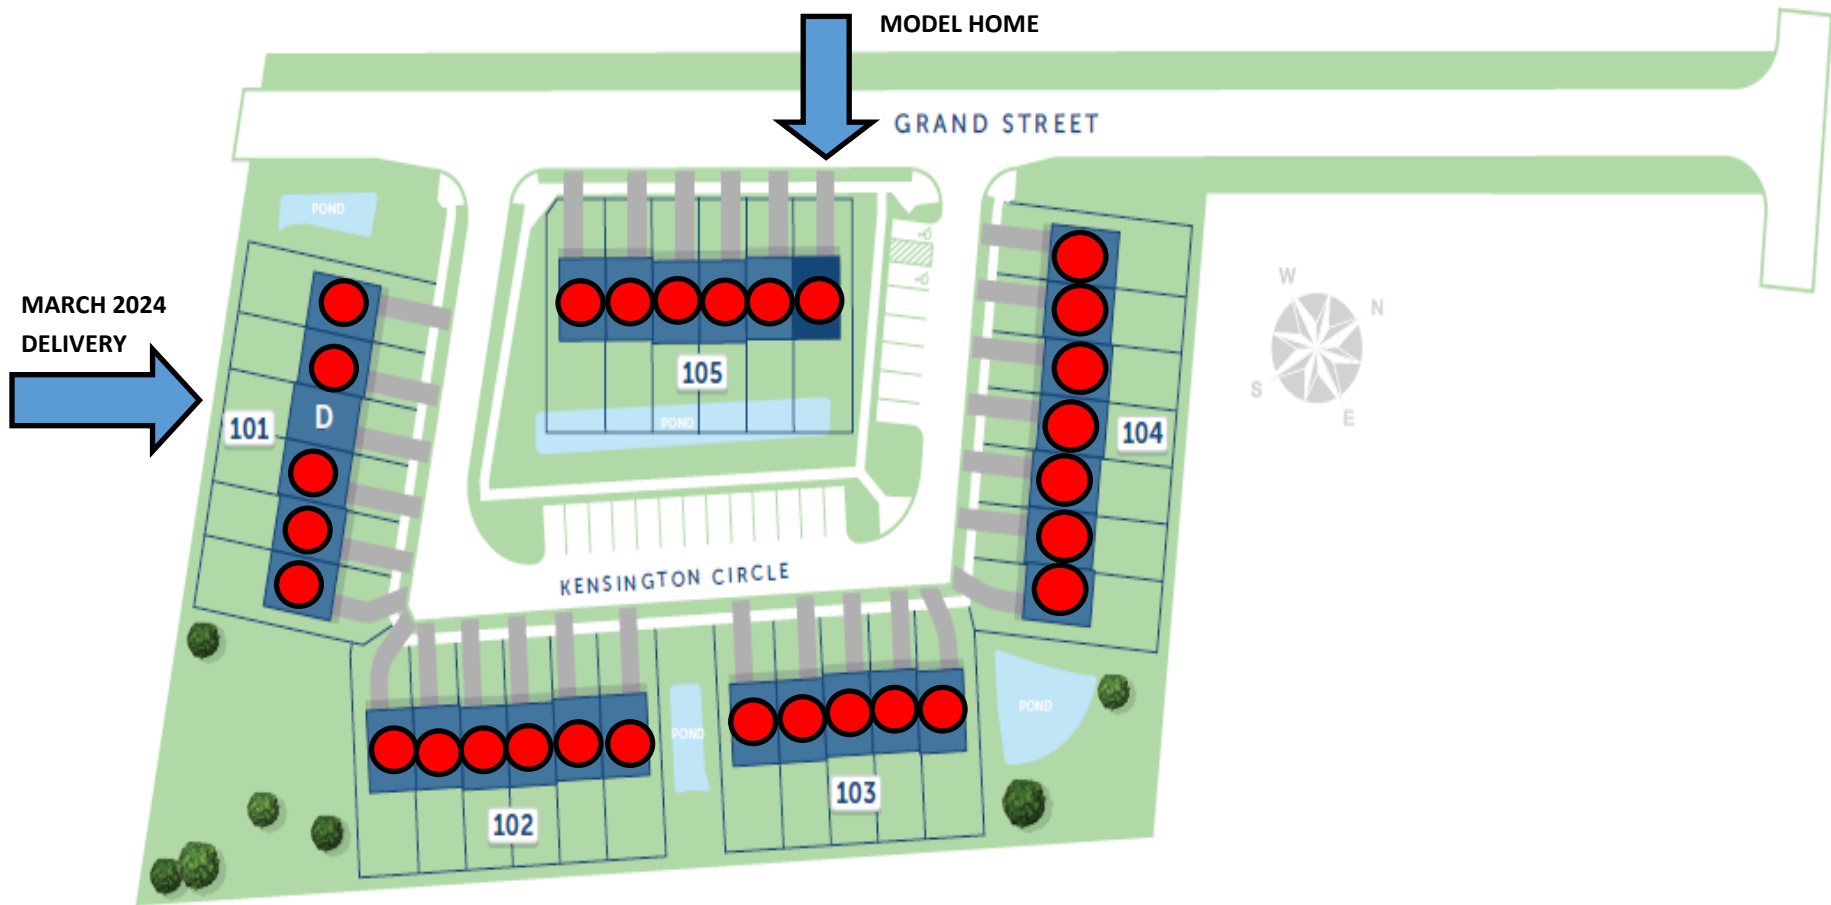 MODEL HOME
GRAND STREET
POND
MARCH 2024
DELIVERY
W
N
S
E
105
D
101
POND
104
KENSINGTON CIRCLE
POND
POND
103
102